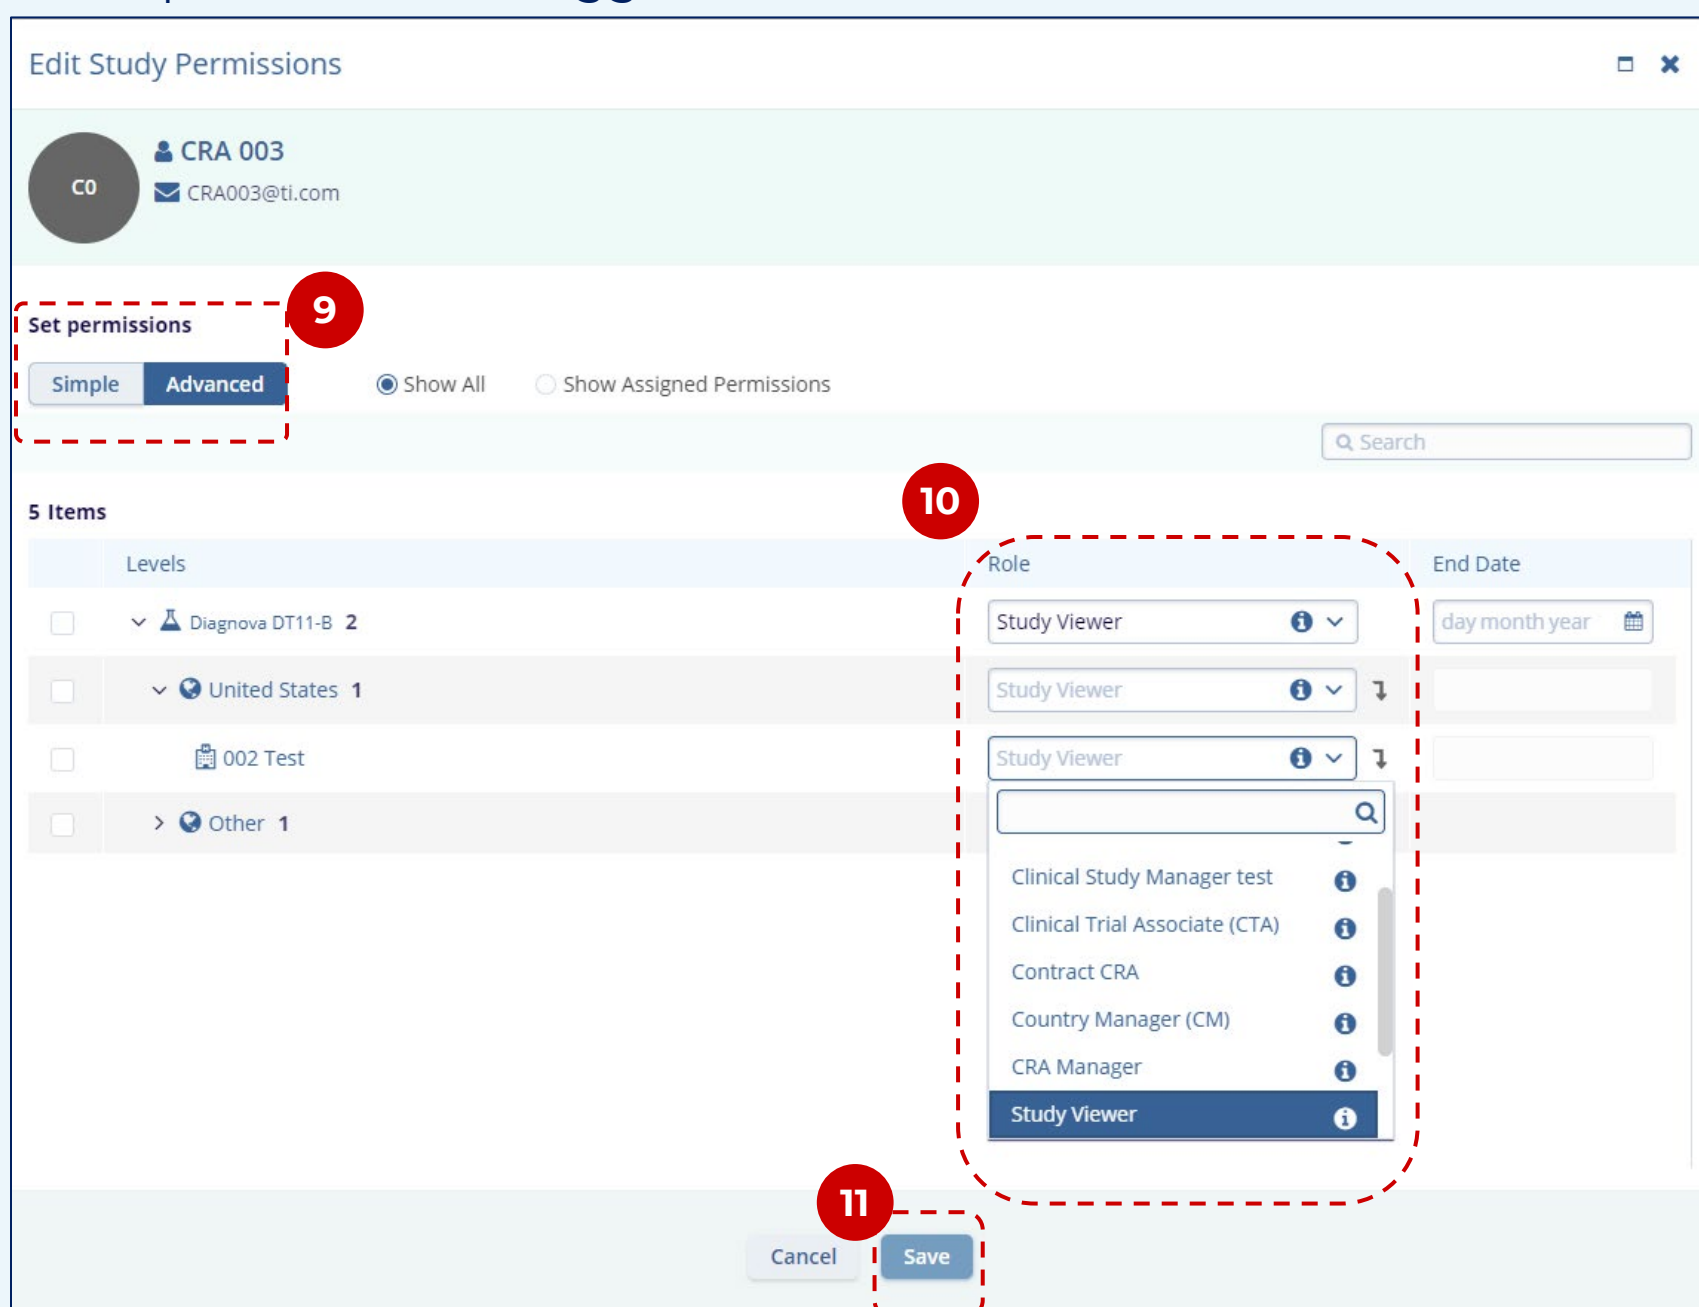 Edit Study Permissions
C0
CRA 003
CRA003@ti.com
9
Set permissions
Simple Advanced Show All Show Assigned Permissions
Search
10
5 Items
Levels Role End Date
Diagnova DT11-B 2 Study Viewer day month year
United States 1 Study Viewer
002 Test Study Viewer
Other 1
Clinical Study Manager test
Clinical Trial Associate (CTA)
Contract CRA
Country Manager (CM)
CRA Manager
Study Viewer
11
Cancel Save